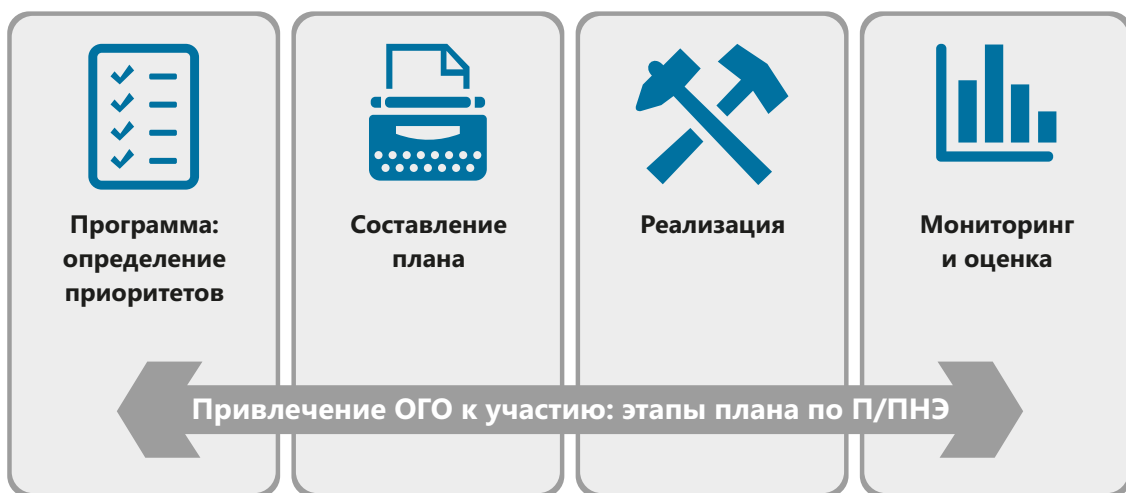 Программа:
определение
приоритетов
Составление
плана
Реализация
Мониторинг
и оценка
Привлечение ОГО к участию: этапы плана по П/ПНЭ